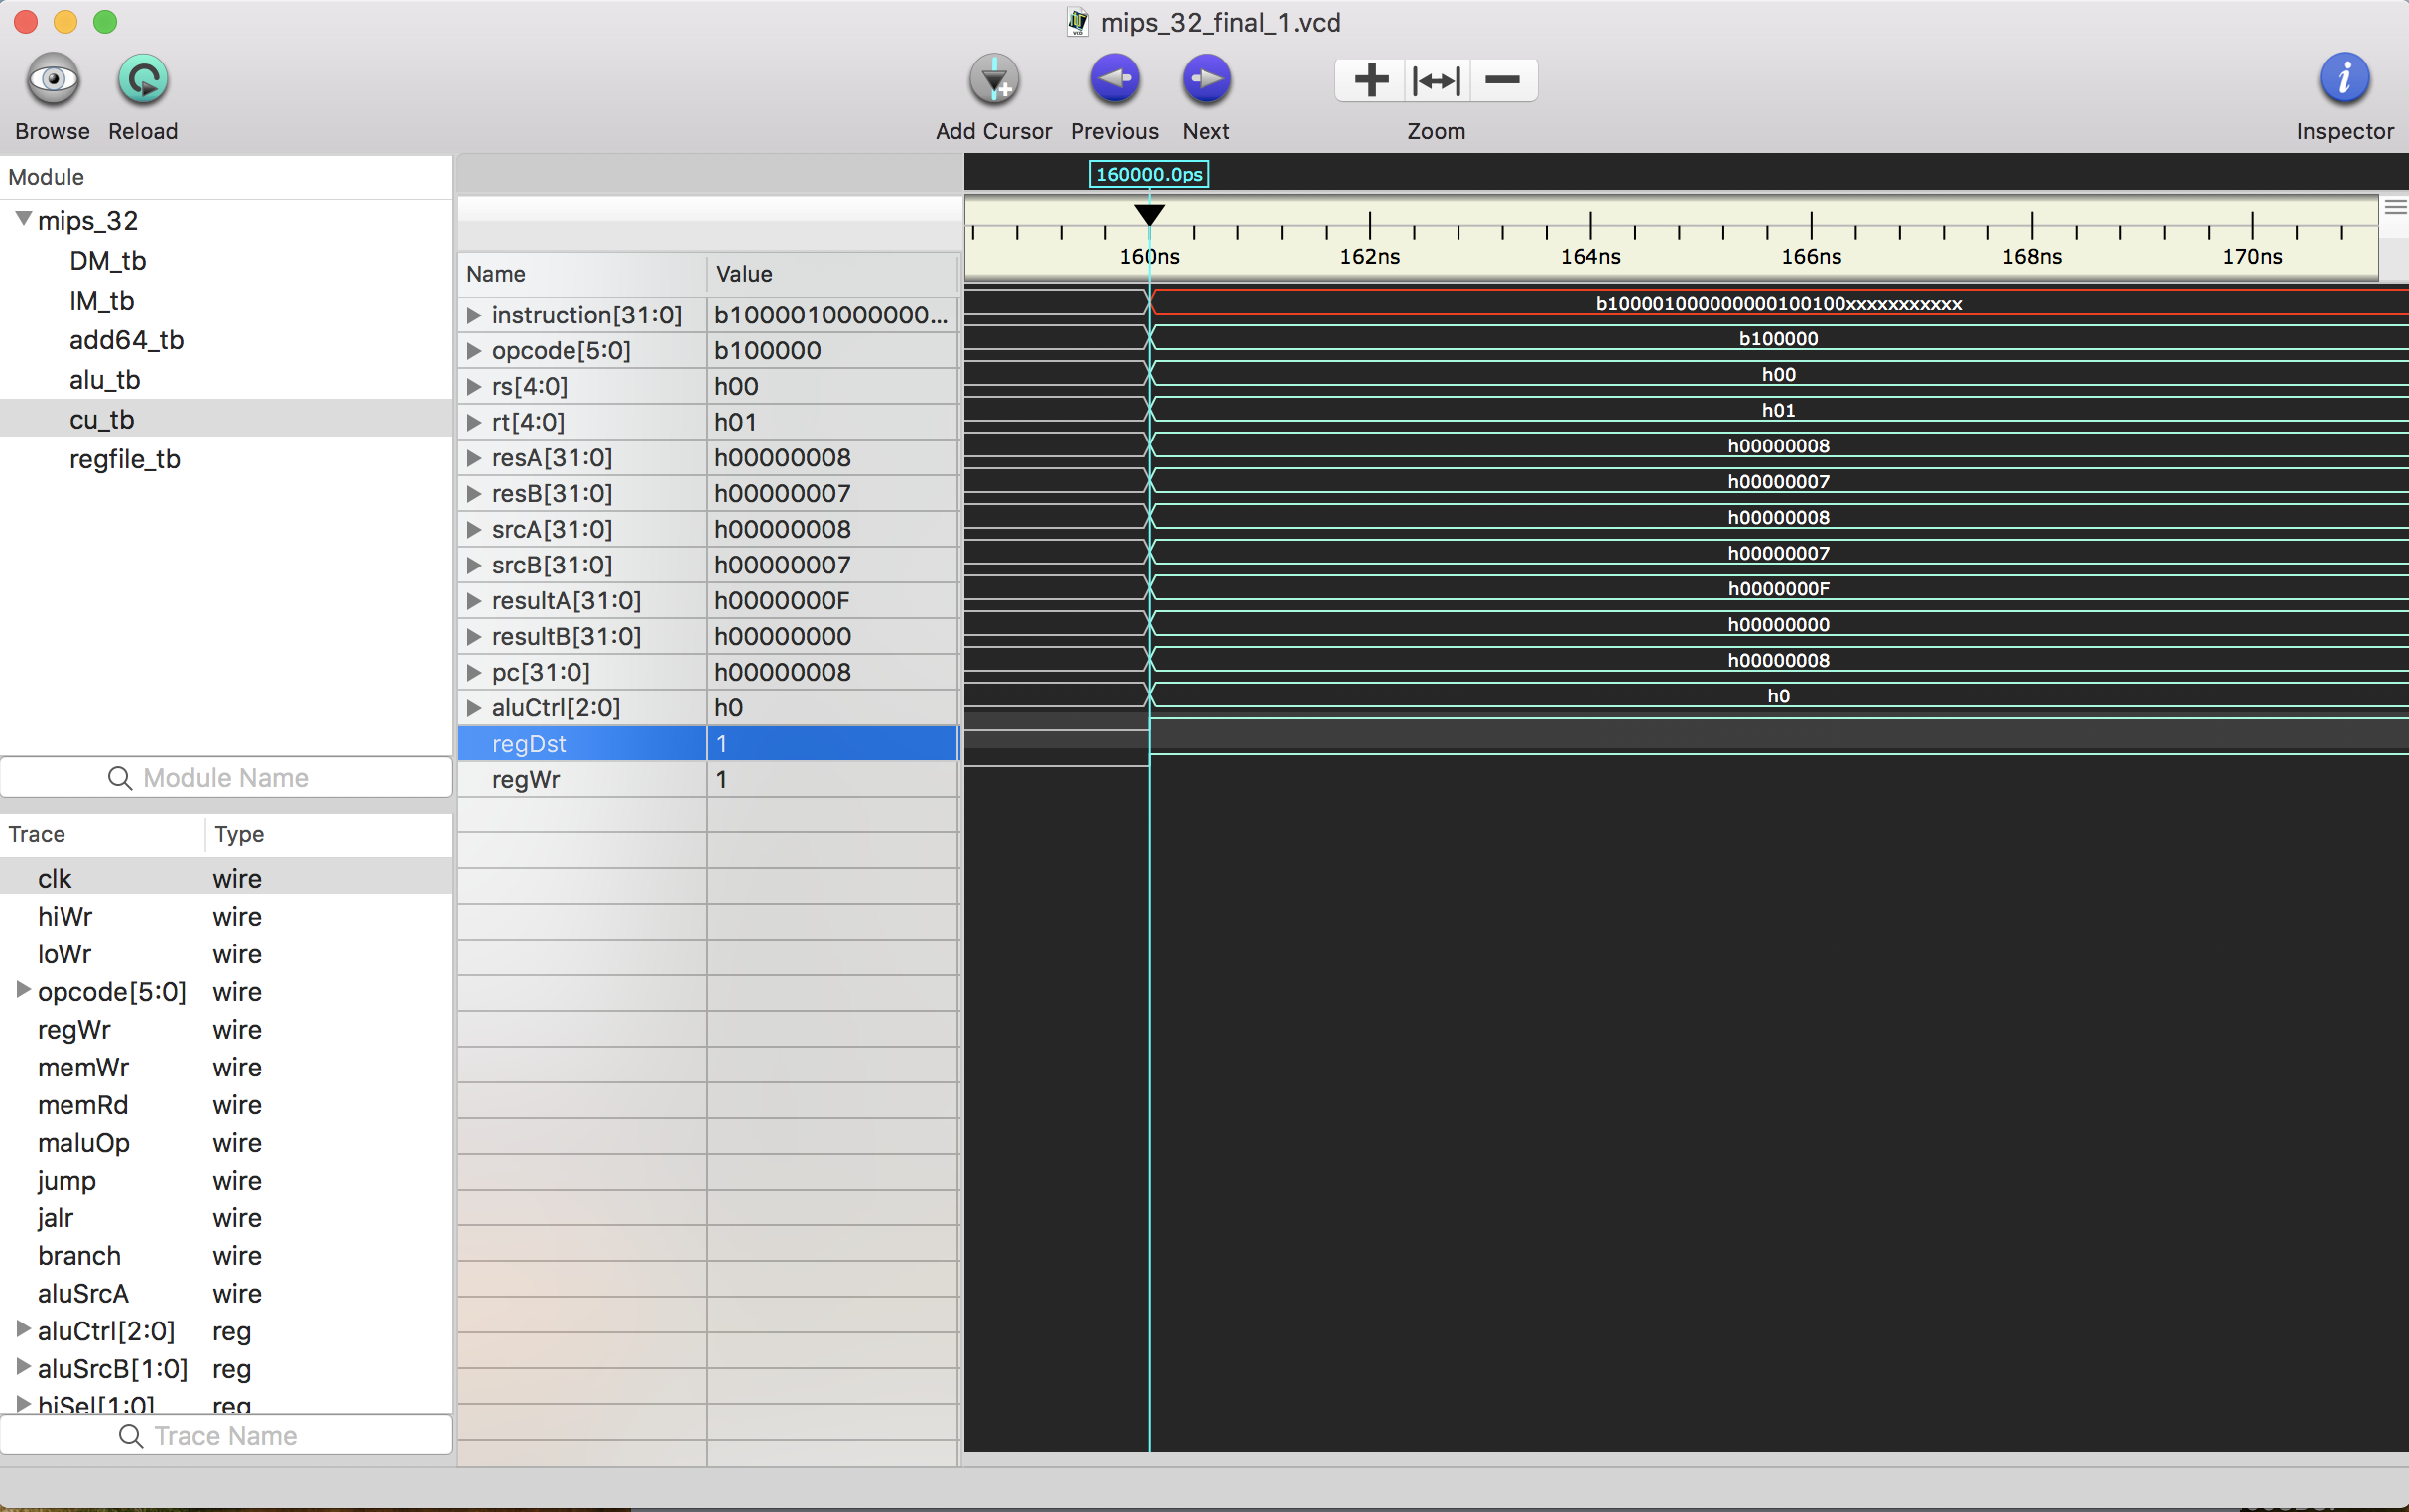 mips_32_final_1.vcd
Browse Reload Add Cursor Previous Next Zoom Inspector
Module
mips_32
DM_tb
IM_tb
add64_tb
alu_tb
cu_tb
regfile_tb
Module Name
Trace Type
clk wire
hiWr wire
loWr wire
opcode[5:0] wire
regWr wire
memWr wire
memRd wire
maluOp wire
jump wire
jalr wire
branch wire
aluSrcA wire
aluCtrl[2:0] reg
aluSrcB[1:0] reg
hiSel[1:0] reg
Trace Name
Name Value
instruction[31:0] b1000010000000...
opcode[5:0] b100000
rs[4:0] h00
rt[4:0] h01
resA[31:0] h00000008
resB[31:0] h00000007
srcA[31:0] h00000008
srcB[31:0] h00000007
resultA[31:0] h0000000F
resultB[31:0] h00000000
pc[31:0] h00000008
aluCtrl[2:0] h0
regDst 1
regWr 1
160000.0ps
160ns 162ns 164ns 166ns 168ns 170ns
b100001000000000100100xxxxxxxxxxx
b100000
h00
h01
h00000008
h00000007
h00000008
h00000007
h0000000F
h00000000
h00000008
h0